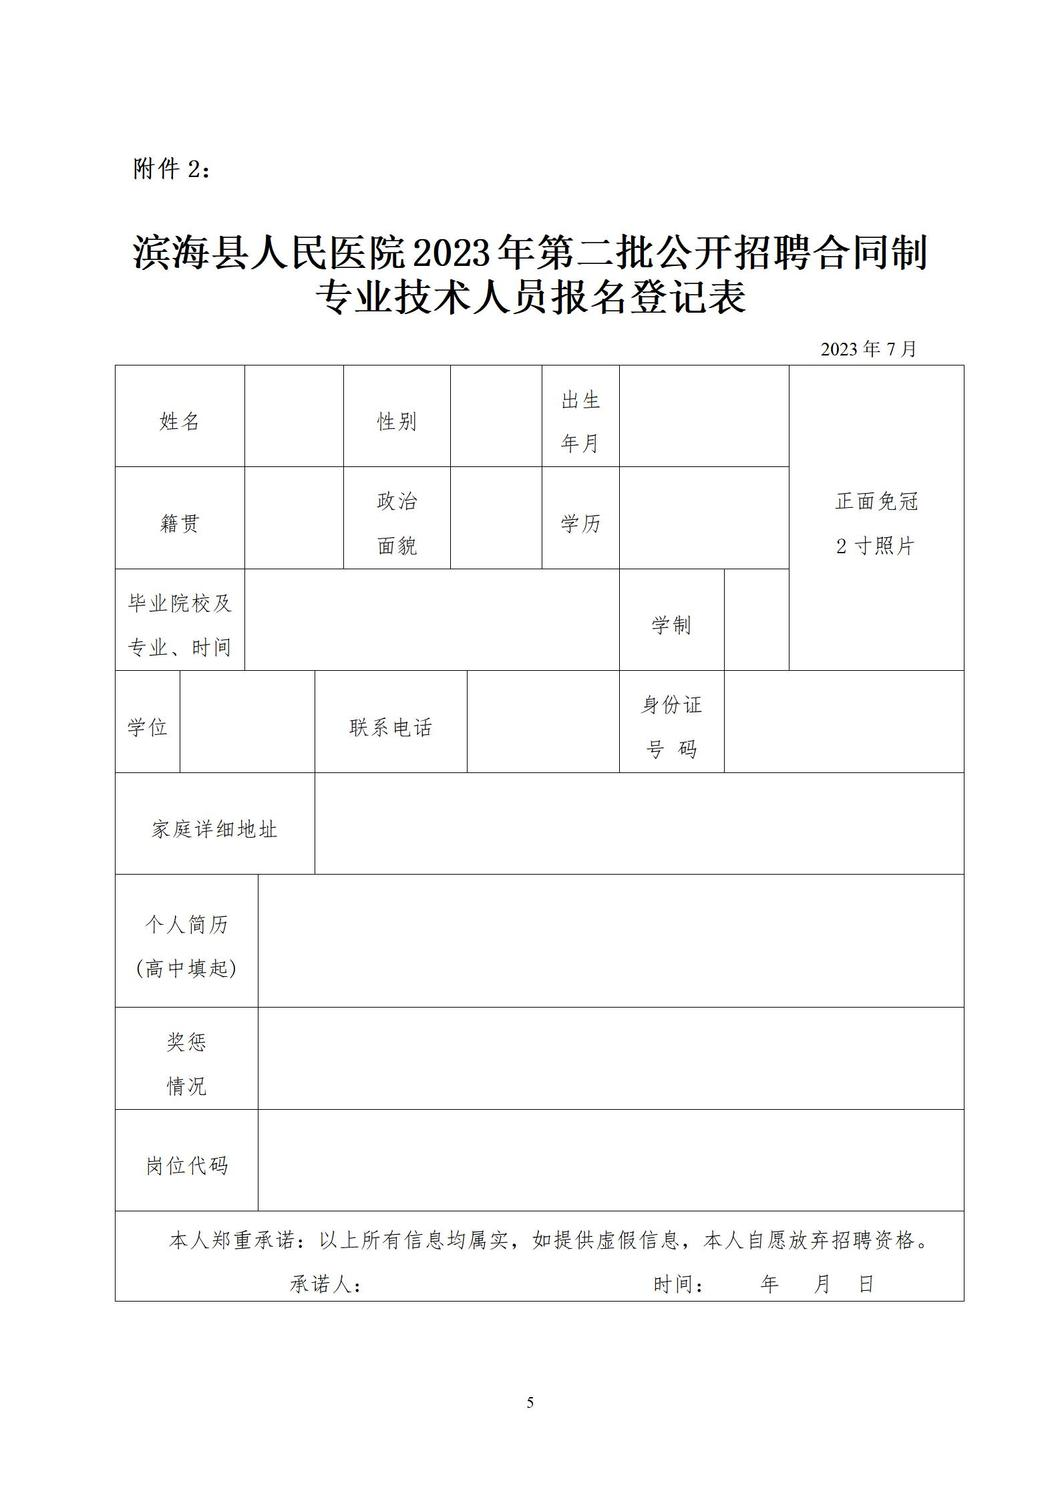 附件 2：
滨海县人民医院 2023 年第二批公开招聘合同制
专业技术人员报名登记表
2023 年 7 月
姓名
性别
出生
年月
正面免冠
2 寸照片
籍贯
政治
面貌
学历
毕业院校及
专业、时间
学制
学位
联系电话
身份证
号 码
家庭详细地址
个人简历
(高中填起)
奖惩
情况
岗位代码
本人郑重承诺：以上所有信息均属实，如提供虚假信息，本人自愿放弃招聘资格。
承诺人： 时间： 年 月 日
5